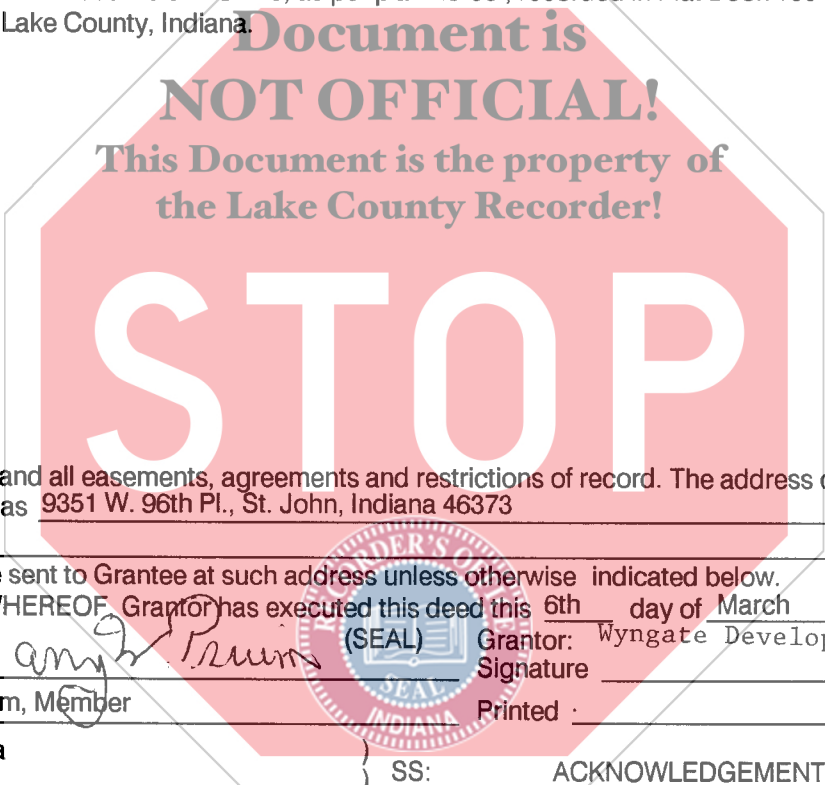 Lake County, Indiana.
Document is
NOT OFFICIAL!
This Document is the property of
the Lake County Recorder!
STOP
and all easements, agreements and restrictions of record. The address
as 9351 W. 96th Pl., St. John, Indiana 46373
sent to Grantee at such address unless otherwise indicated below.
HEREOF, Grantor has executed this deed this 6th day of March
(SEAL) Grantor: Wyngate Develop
Signature
m, Member Printed
SS: ACKNOWLEDGEMENT
RECORDER'S OF
SEAL
INDIANA